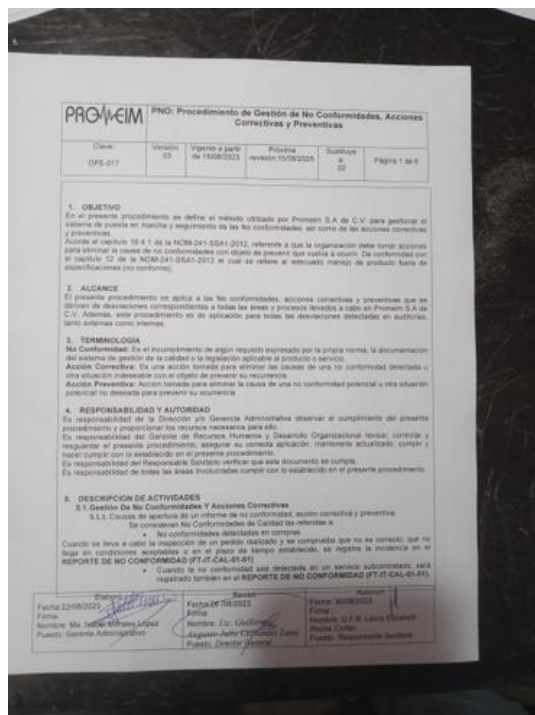 PROMEIM
PNO: Procedimiento de Gestión de No Conformidades, Acciones
Correctivas y Preventivas
Clave:
OPE-017
Versión:
03
Vigente a partir
de 15/08/2023
Próxima
revisión:15/08/2025
Sustituye
a:
02
Página 1 de 8
1. OBJETIVO
En el presente procedimiento se define el método utilizado por Promeim S.A de C.V. para gestionar el
sistema de puesta en marcha y seguimiento de las No conformidades, así como de las acciones correctivas
y preventivas.
Acorde al capítulo 16.4.1 de la NOM-241-SSA1-2012, referente a que la organización debe tomar acciones
para eliminar la causa de no conformidades con objeto de prevenir que vuelva a ocurrir. De conformidad con
el capítulo 12 de la NOM-241-SSA1-2012 el cual se refiere al adecuado manejo de producto fuera de
especificaciones (no conforme).
2. ALCANCE
El presente procedimiento se aplica a las No conformidades, acciones correctivas y preventivas que se
derivan de desviaciones correspondientes a todas las áreas y procesos llevados a cabo en Promeim S.A de
C.V. Además, este procedimiento es de aplicación para todas las desviaciones detectadas en auditorías,
tanto externas como internas.
3. TERMINOLOGÍA
No Conformidad: Es el incumplimiento de algún requisito expresado por la propia norma, la documentación
del sistema de gestión de la calidad o la legislación aplicable al producto o servicio.
Acción Correctiva: Es una acción tomada para eliminar las causas de una no conformidad detectada u
otra situación indeseable con el objeto de prevenir su recurrencia.
Acción Preventiva: Acción tomada para eliminar la causa de una no conformidad potencial u otra situación
potencial no deseada para prevenir su ocurrencia.
4. RESPONSABILIDAD Y AUTORIDAD
Es responsabilidad de la Dirección y/o Gerencia Administrativa observar el cumplimiento del presente
procedimiento y proporcionar los recursos necesarios para ello.
Es responsabilidad del Gerente de Recursos Humanos y Desarrollo Organizacional revisar, controlar y
resguardar el presente procedimiento, asegurar su correcta aplicación, mantenerlo actualizado, cumplir y
hacer cumplir con lo establecido en el presente procedimiento.
Es responsabilidad del Responsable Sanitario verificar que este documento se cumpla.
Es responsabilidad de todas las áreas involucradas cumplir con lo establecido en el presente procedimiento.
5. DESCRIPCION DE ACTIVIDADES
5.1. Gestión De No Conformidades Y Acciones Correctivas
5.1.1. Causas de apertura de un informe de no conformidad, acción correctiva y preventiva
Se consideran No Conformidades de Calidad las referidas a:
• No conformidades detectadas en compras
Cuando se lleva a cabo la inspección de un pedido realizado y se comprueba que no es correcto, que no
llega en condiciones aceptables o en el plazo de tiempo establecido, se registra la incidencia en el
REPORTE DE NO CONFORMIDAD (FT-IT-CAL-01-01)
• Cuando la no conformidad sea detectada en un servicio subcontratado, será
registrado también en el REPORTE DE NO CONFORMIDAD (FT-IT-CAL-01-01).
Fecha:22/08/2023
Firma:
Nombre: Ma. Isabel Morales López
Puesto: Gerente Administrativo
Revisó
Firma:
Nombre: Lic. Guillermo
Puesto: Director General
Autorizó
Fecha: 30/08/2023
Firma:
Nombre: Q.F.B. Laura Elizabeth
Puesto: Responsable Sanitario